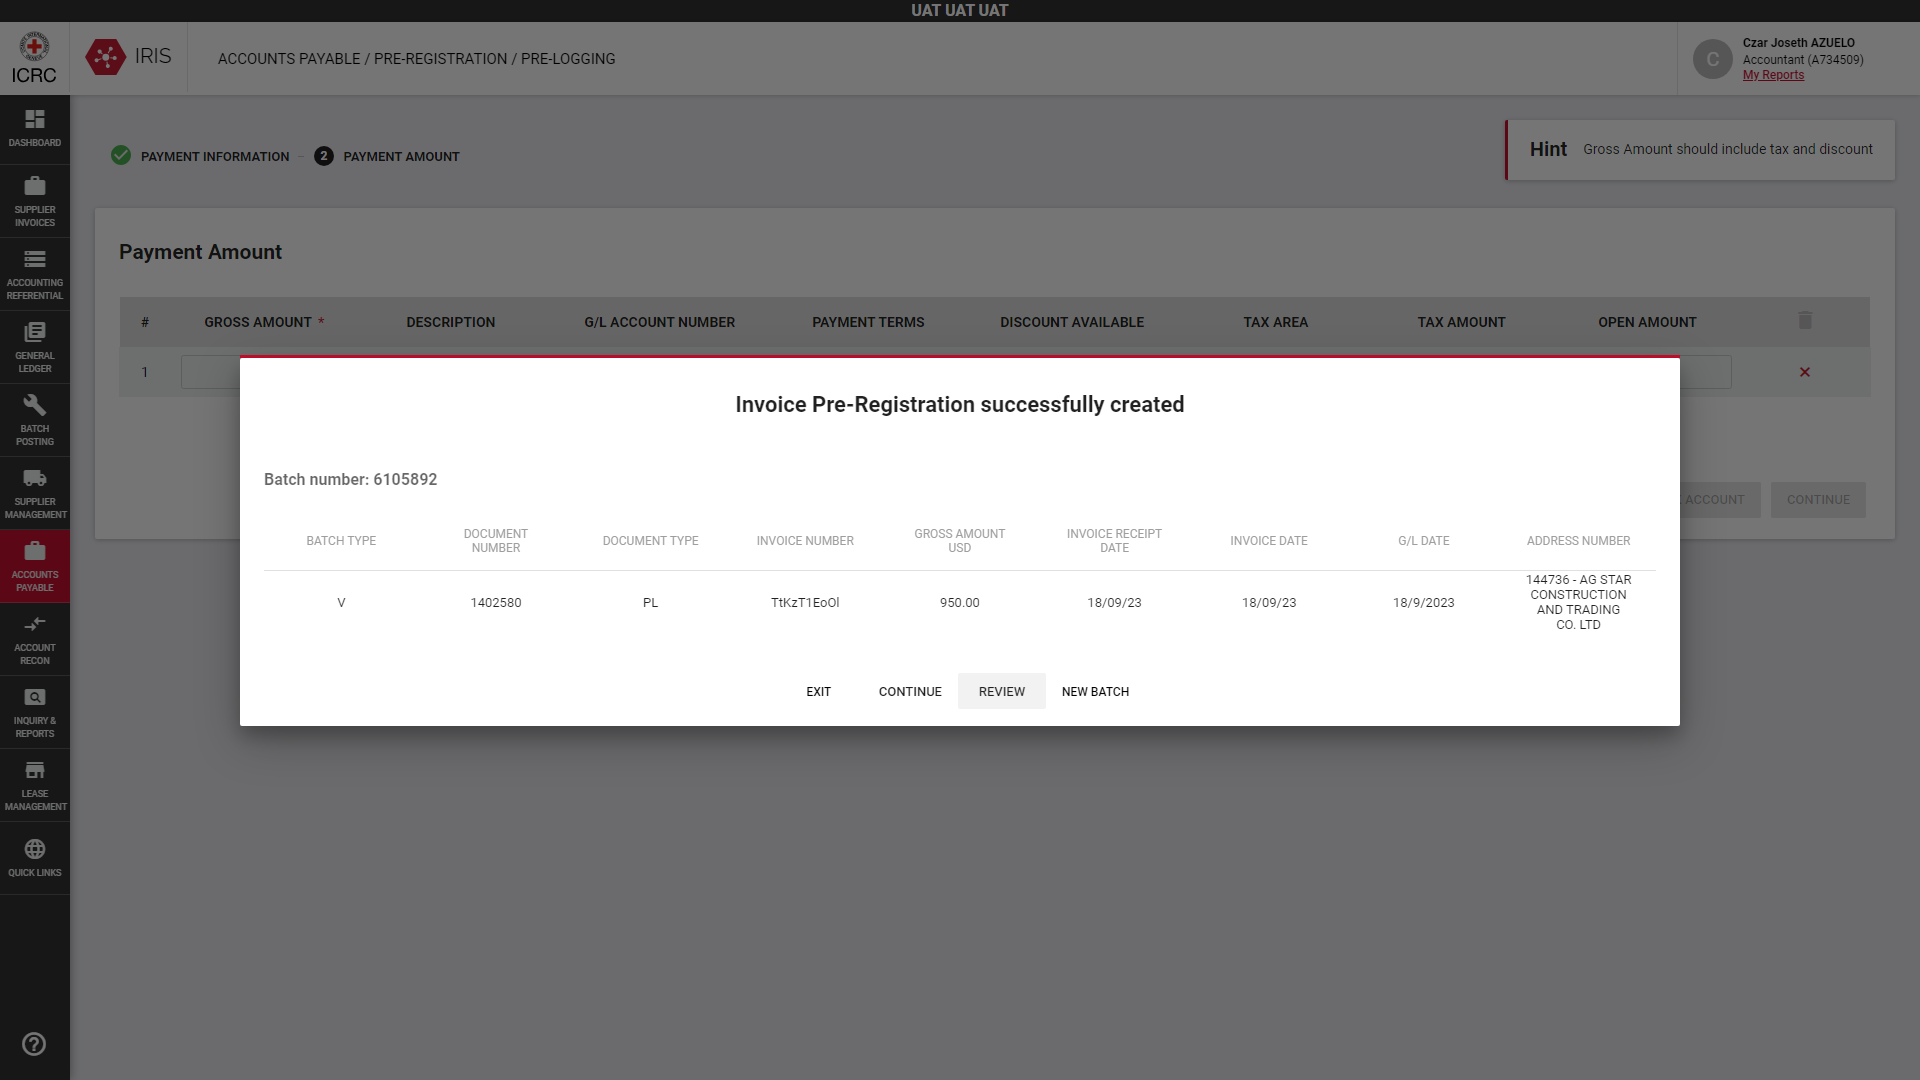 UAT UAT UAT
ICRC
IRIS
ACCOUNTS PAYABLE / PRE-REGISTRATION / PRE-LOGGING
C
Czar Joseth AZUELO
Accountant (A734509)
My Reports
DASHBOARD
SUPPLIER
INVOICES
ACCOUNTING
REFERENTIAL
GENERAL
LEDGER
BATCH
POSTING
SUPPLIER
MANAGEMENT
ACCOUNTS
PAYABLE
ACCOUNT
RECON
INQUIRY &
REPORTS
LEASE
MANAGEMENT
QUICK LINKS
PAYMENT INFORMATION
2 PAYMENT AMOUNT
Hint Gross Amount should include tax and discount
Payment Amount
# GROSS AMOUNT * DESCRIPTION G/L ACCOUNT NUMBER PAYMENT TERMS DISCOUNT AVAILABLE TAX AREA TAX AMOUNT OPEN AMOUNT
1
ACCOUNT
CONTINUE
Invoice Pre-Registration successfully created
Batch number: 6105892
BATCH TYPE
DOCUMENT
NUMBER
DOCUMENT TYPE
INVOICE NUMBER
GROSS AMOUNT
USD
INVOICE RECEIPT
DATE
INVOICE DATE
G/L DATE
ADDRESS NUMBER
V
1402580
PL
TtKzT1EoOl
950.00
18/09/23
18/09/23
18/9/2023
144736 - AG STAR
CONSTRUCTION
AND TRADING
CO. LTD
EXIT CONTINUE REVIEW NEW BATCH